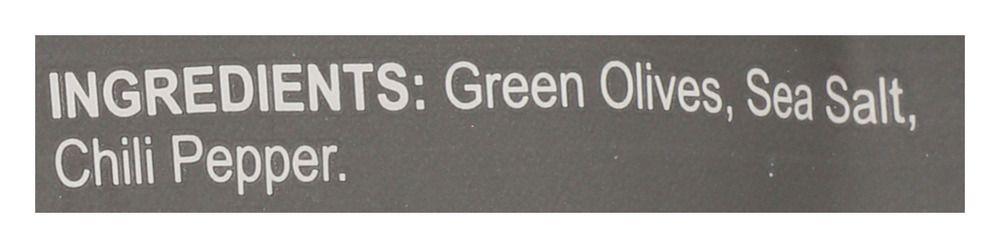 INGREDIENTS: Green Olives, Sea Salt,
Chili Pepper.